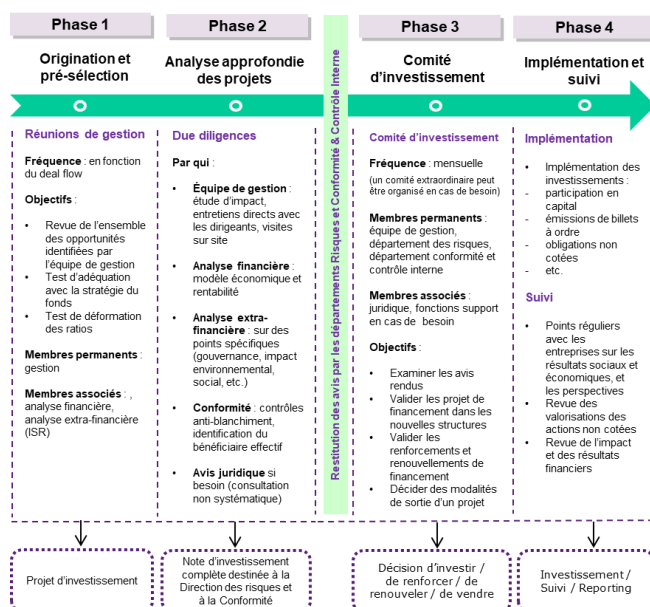 Phase 1
Origination et
pré-sélection
Réunions de gestion
Fréquence : en fonction
du deal flow
Objectifs :
• Revue de l'ensemble
des opportunités
identifiées par
l'équipe de gestion
• Test d'adéquation
avec la stratégie du
fonds
• Test de déformation
des ratios
Membres permanents :
gestion
Membres associés : ,
analyse financière,
analyse extra-financière
(ISR)
Projet d'investissement
Phase 2
Analyse approfondie
des projets
Due diligences
Par qui :
• Équipe de gestion :
étude d'impact,
entretiens directs avec
les dirigeants, visites
sur site
• Analyse financière :
modèle économique et
rentabilité
• Analyse extra-
financière : sur des
points spécifiques
(gouvernance, impact
environnemental,
social, etc.)
• Conformité : contrôles
anti-blanchiment,
identification du
bénéficiaire effectif
• Avis juridique si
besoin (consultation
non systématique)
Note d'investissement
complète destinée à la
Direction des risques et
à la Conformité
Restitution des avis par les départements Risques et Conformité & Contrôle Interne
Phase 3
Comité
d'investissement
Comité d'investissement
Fréquence : mensuelle
(un comité extraordinaire peut
être organisé en cas de besoin)
Membres permanents :
équipe de gestion,
département des risques,
département conformité et
contrôle interne
Membres associés :
juridique, fonctions support
en cas de besoin
Objectifs :
• Examiner les avis
rendus
• Valider les projet de
financement dans les
nouvelles structures
• Valider les
renforcements et
renouvellements de
financement
• Décider des modalités
de sortie d'un projet
Décision d'investir /
de renforcer / de
renouveler / de vendre
Phase 4
Implémentation et
suivi
Implémentation
• Implémentation des
investissements :
- participation en
capital
- émissions de billets
à ordre
- obligations non
cotées
- etc.
Suivi
• Points réguliers
avec les
entreprises sur les
résultats sociaux et
économiques, et
les perspectives
• Revue des
valorisations des
actions non cotées
• Revue de l'impact
et des résultats
financiers
Investissement /
Suivi / Reporting